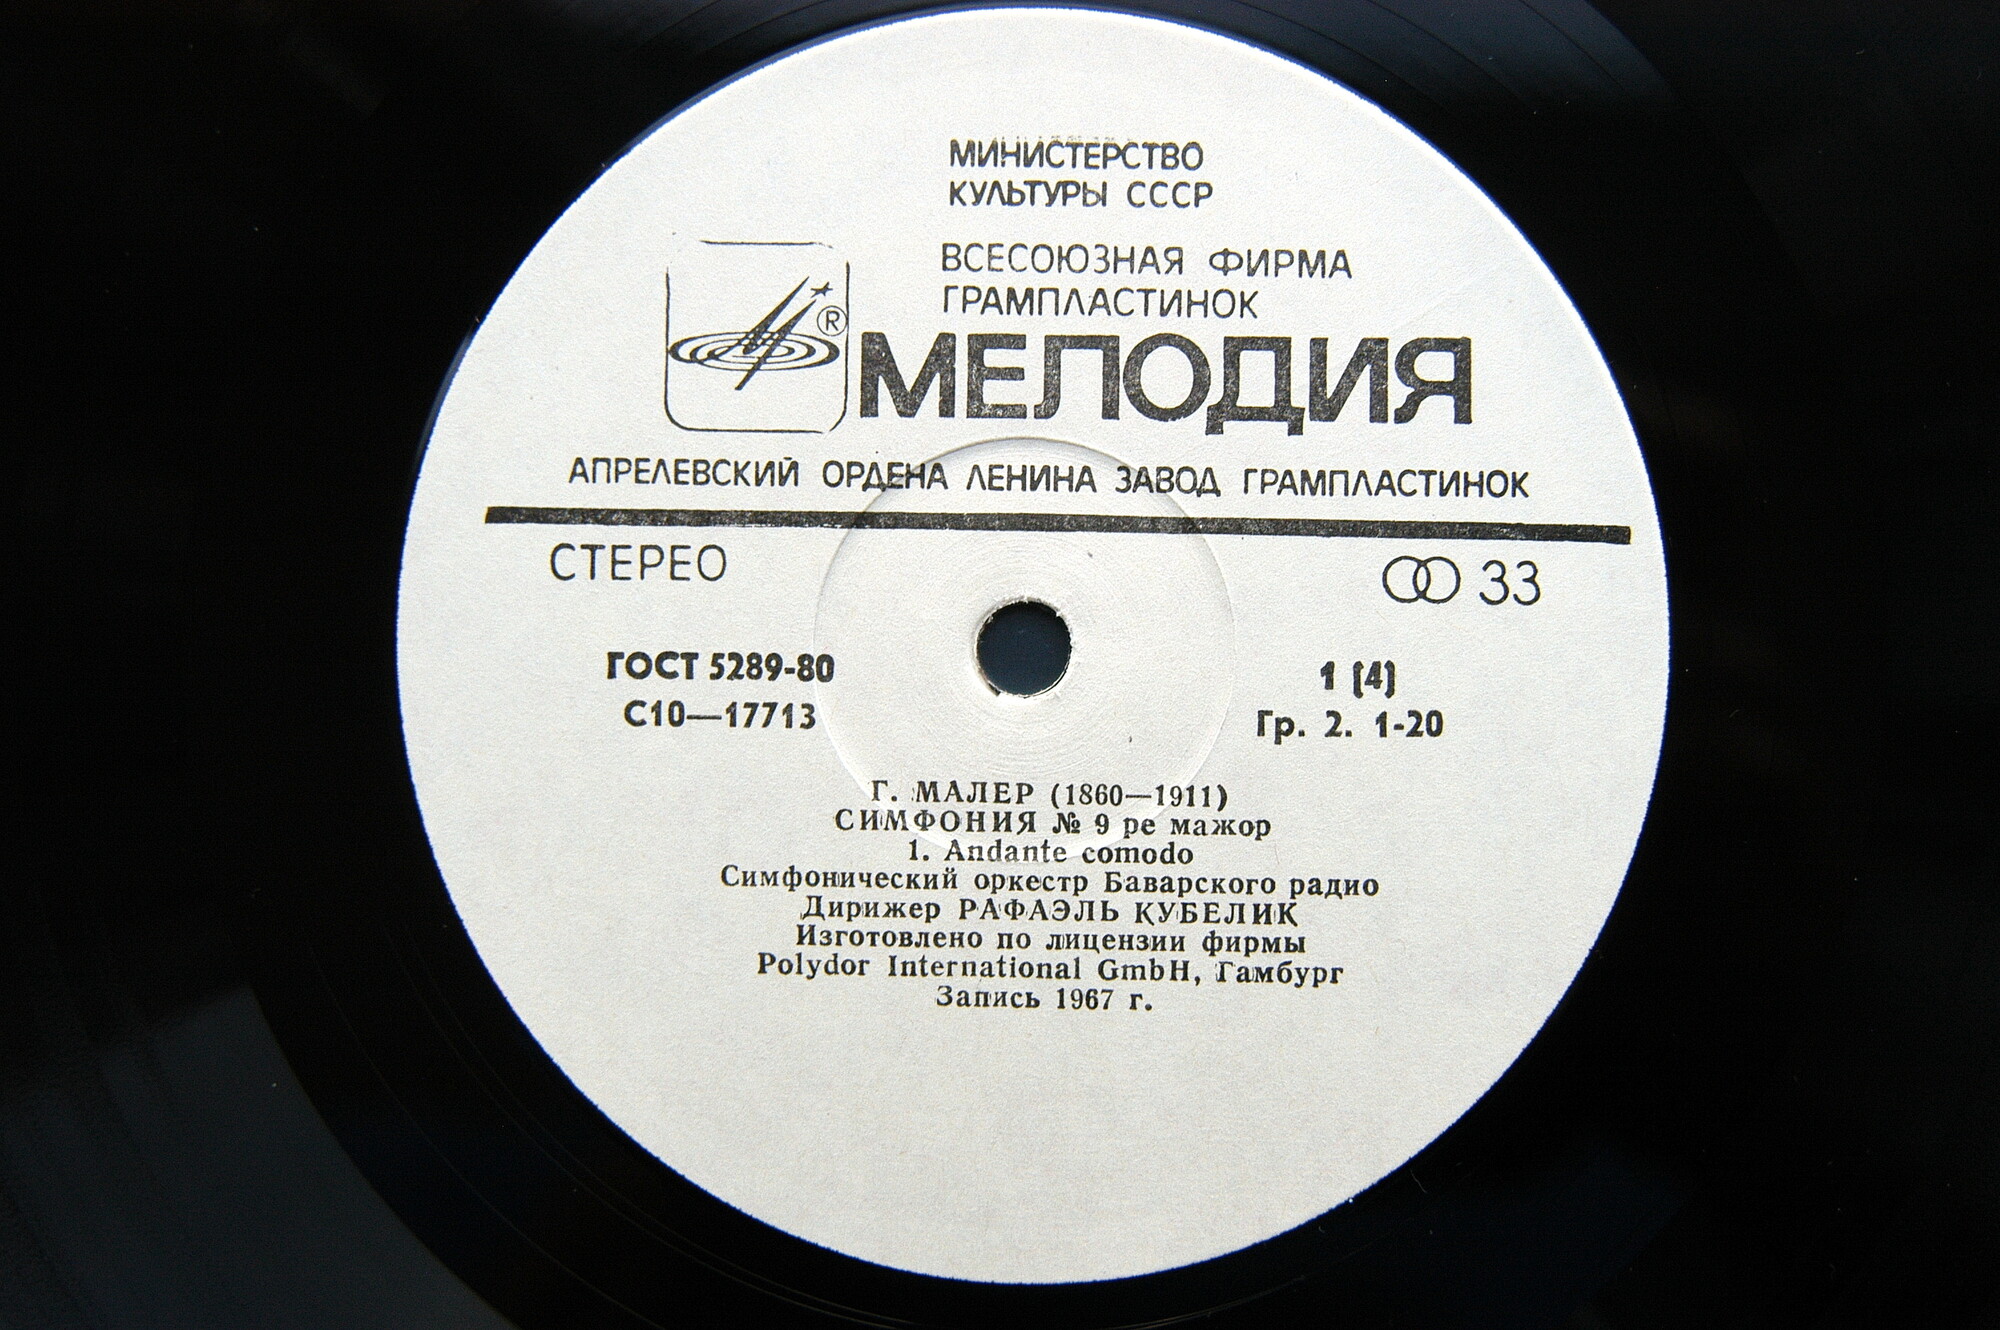 МИНИСТЕРСТВО
КУЛЬТУРЫ СССР
ВСЕСОЮЗНАЯ ФИРМА
ГРАМПЛАСТИНОК
®
МЕЛОДИЯ
АПРЕЛЕВСКИЙ ОРДЕНА ЛЕНИНА ЗАВОД ГРАМПЛАСТИНОК
СТЕРЕО
33
ГОСТ 5289-80
1 (4)
С10—17713
Гр. 2. 1-20
Г. МАЛЕР (1860—1911)
СИМФОНИЯ № 9 ре мажор
1. Andante comodo
Симфонический оркестр Баварского радио
Дирижер РАФАЭЛЬ КУБЕЛИК
Изготовлено по лицензии фирмы
Polydor International GmbH, Гамбург
Запись 1967 г.